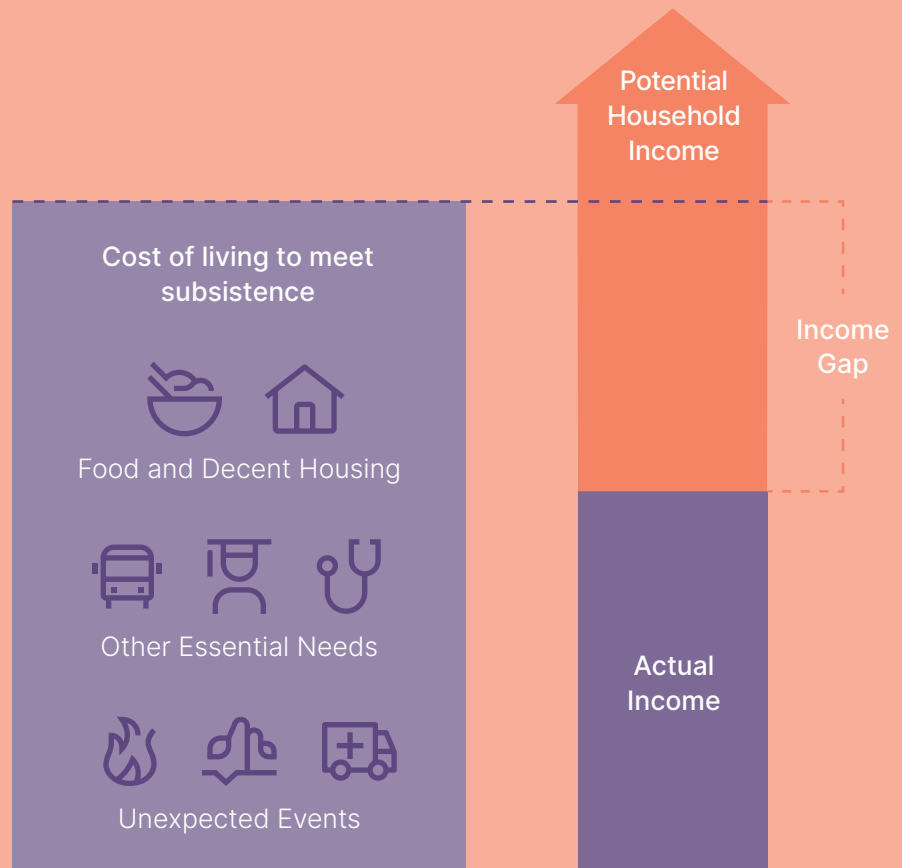 Potential
Household
Income
Cost of living to meet
subsistence
Income
Gap
Food and Decent Housing
Other Essential Needs
Actual
Income
Unexpected Events